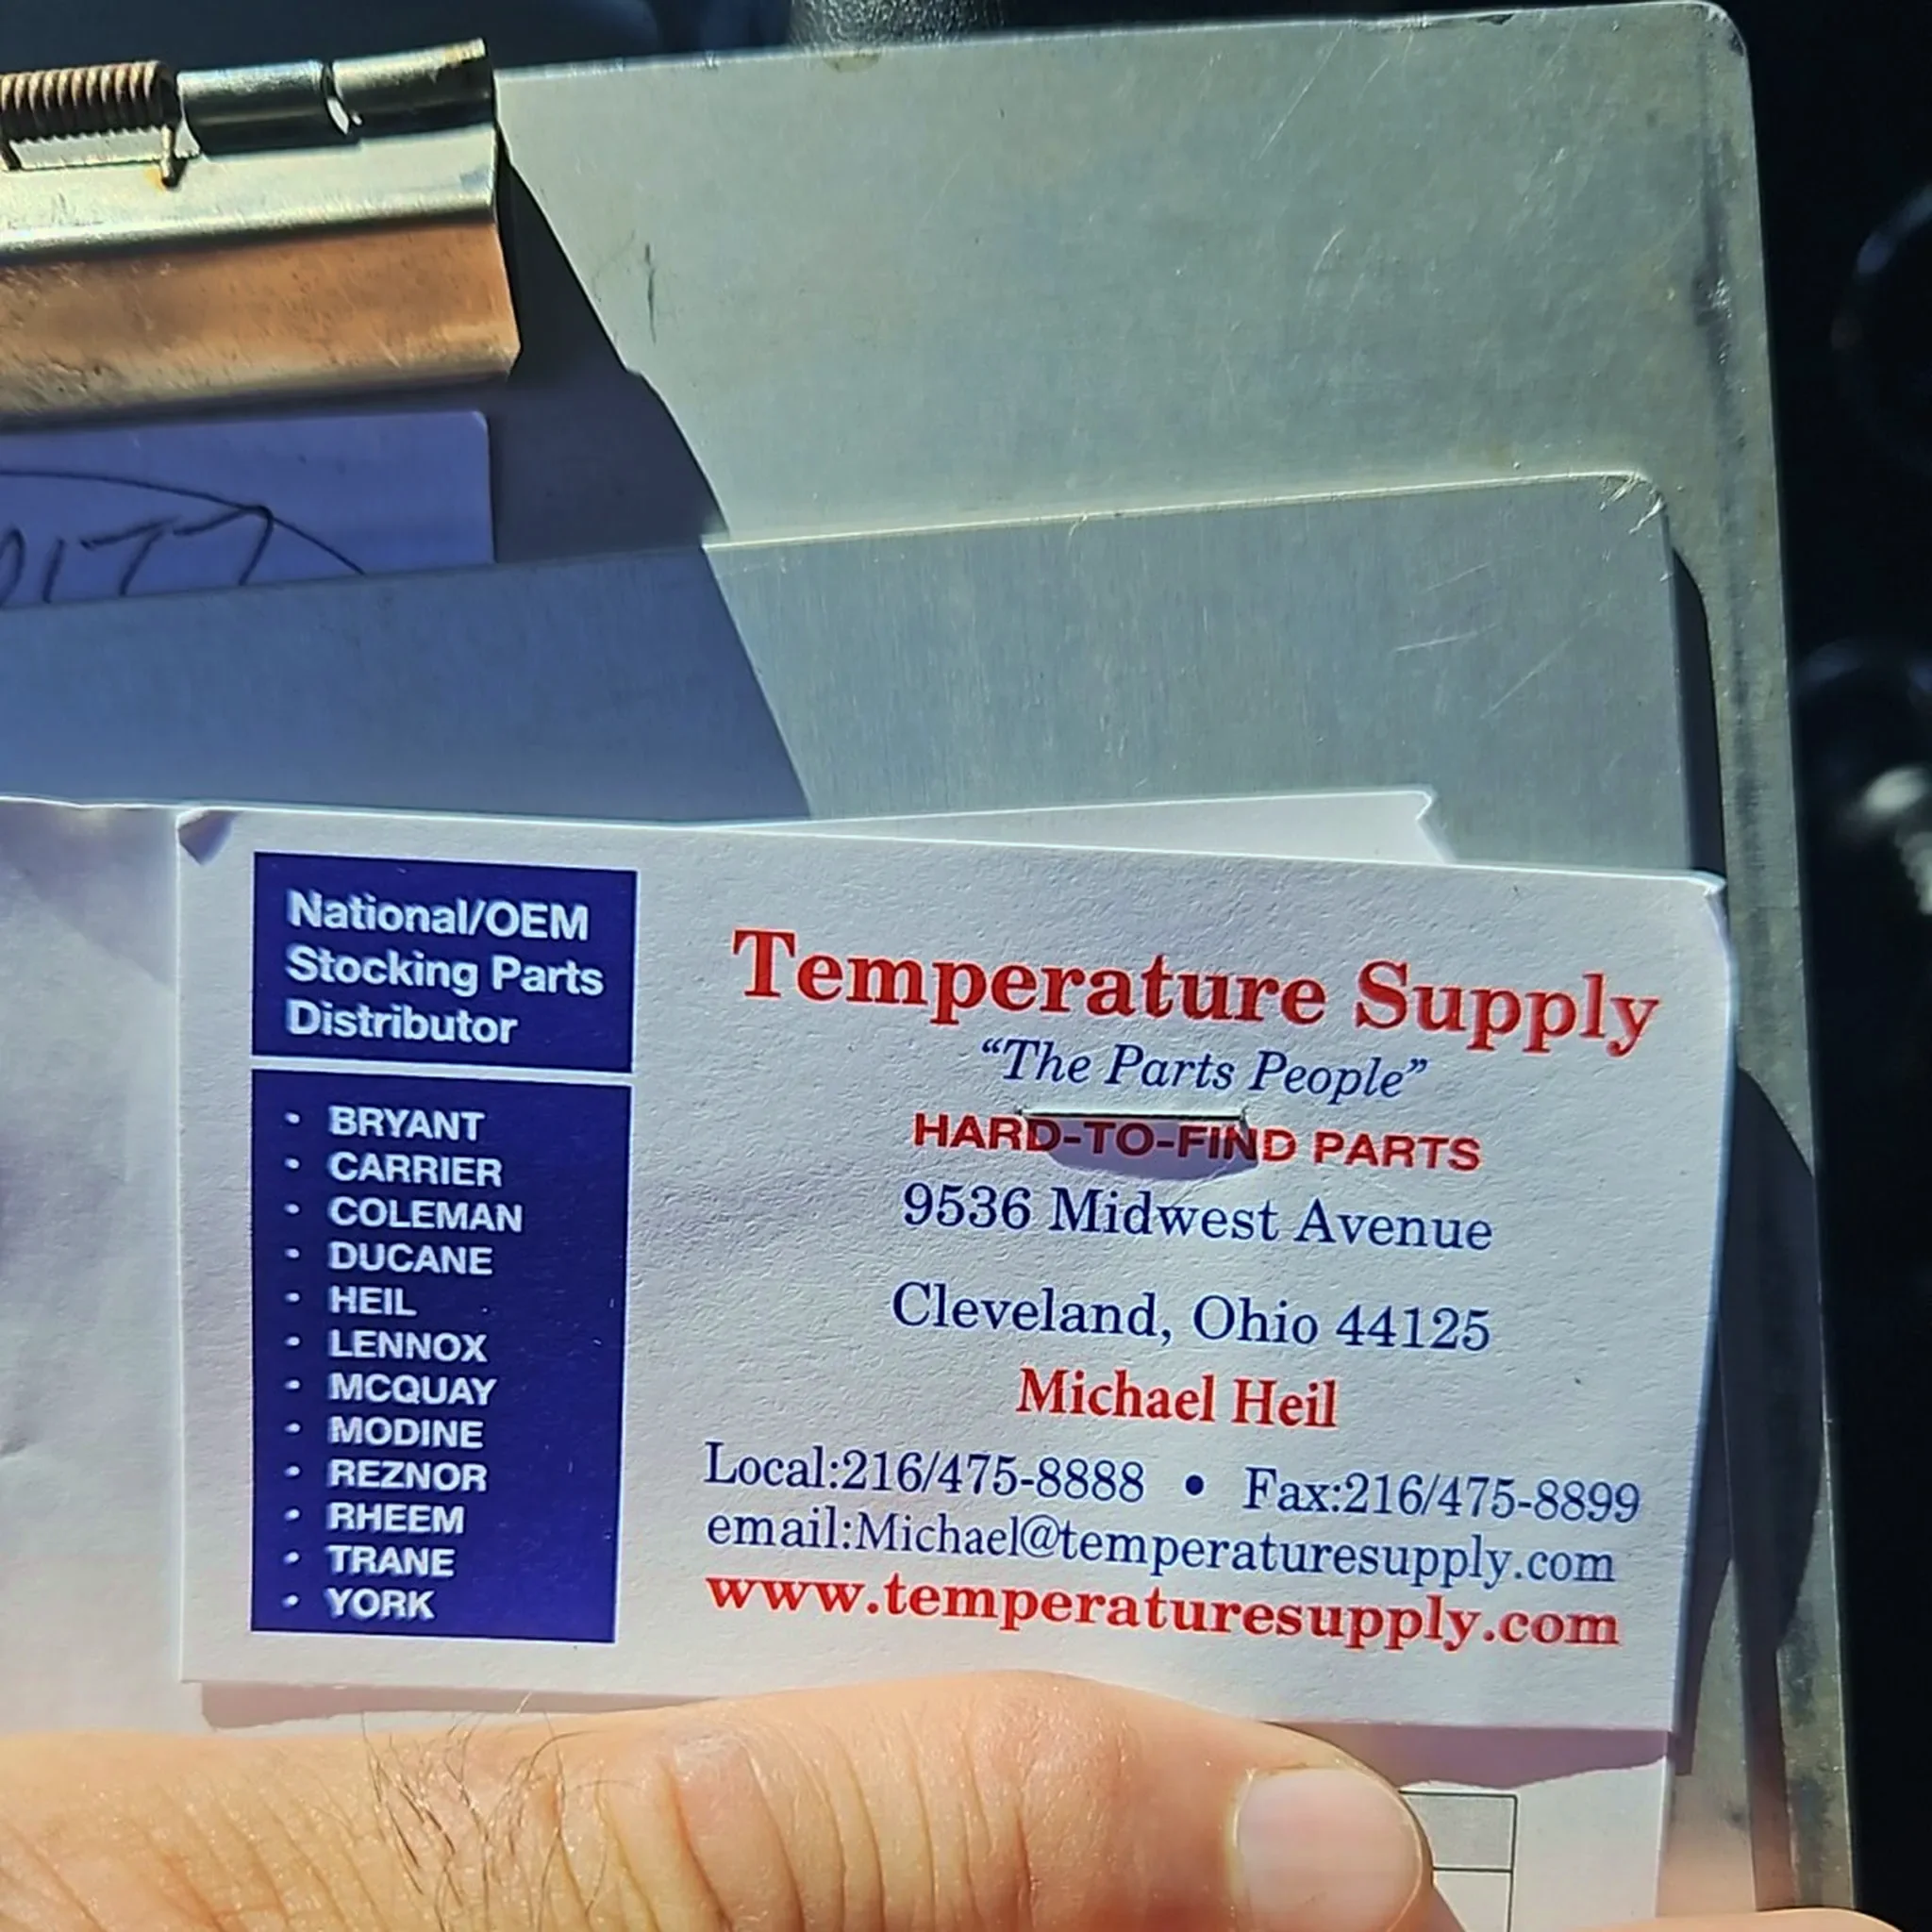 National/OEM
Stocking Parts
Distributor
• BRYANT
• CARRIER
• COLEMAN
• DUCANE
• HEIL
• LENNOX
• MCQUAY
• MODINE
• REZNOR
• RHEEM
• TRANE
• YORK
Temperature Supply
“The Parts People”
HARD-TO-FIND PARTS
9536 Midwest Avenue
Cleveland, Ohio 44125
Michael Heil
Local:216/475-8888 • Fax:216/475-8899
email:Michael@temperaturesupply.com
www.temperaturesupply.com